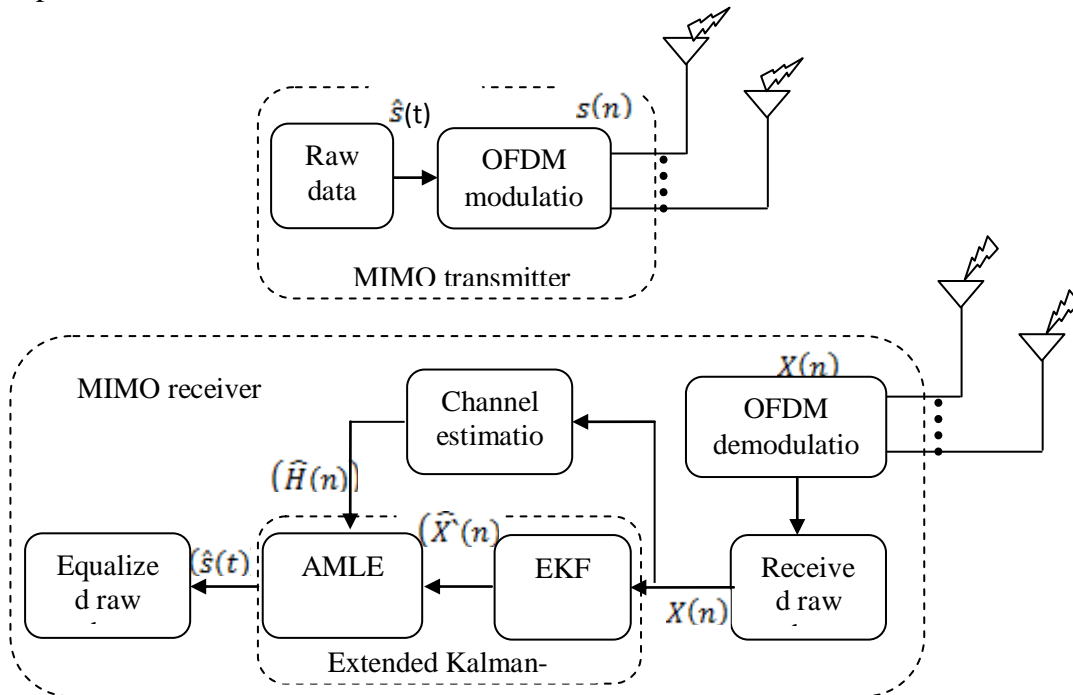 ŝ(t)
s(n)
Raw
data
OFDM
modulatio
MIMO transmitter
MIMO receiver
X(n)
Channel
estimatio
OFDM
demodulatio
(Ĥ(n))
(X̂`(n)
(ŝ(t)
Equalize
d raw
AMLE
EKF
X(n)
Receive
d raw
Extended Kalman-